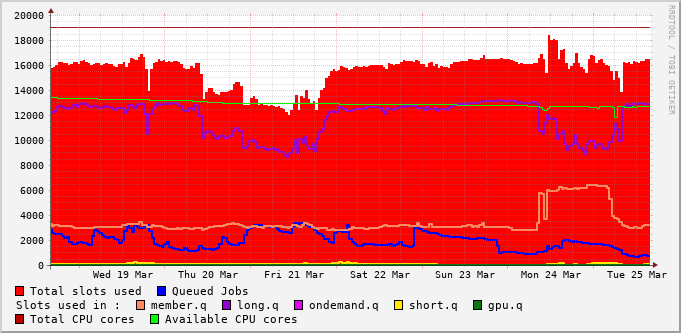 20000
18000
16000
14000
12000
10000
8000
6000
4000
2000
0
Wed 19 Mar Thu 20 Mar Fri 21 Mar Sat 22 Mar Sun 23 Mar Mon 24 Mar Tue 25 Mar
RRDTOOL / TOBI OETIKER
Total slots used Queued Jobs
Slots used in : member.q long.q ondemand.q short.q gpu.q
Total CPU cores Available CPU cores